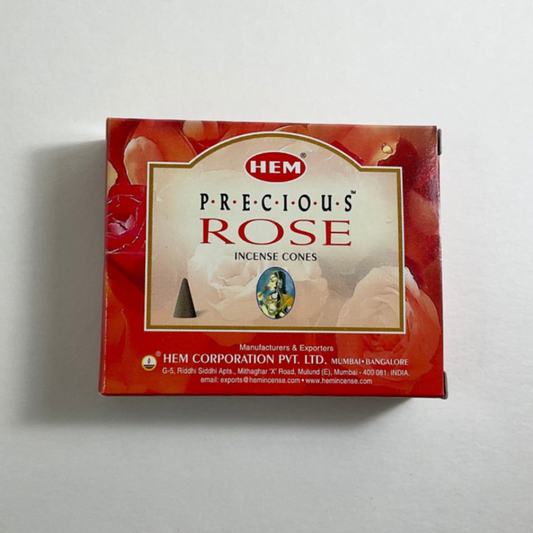 HEM®
P·R·E·C·I·O·U·S™
ROSE
INCENSE CONES
Manufacturers & Exporters
® HEM CORPORATION PVT. LTD. MUMBAI•BANGALORE
G-5, Riddhi Siddhi Apts., Mithaghar 'X' Road, Mulund (E), Mumbai - 400 081. INDIA.
email: exports@hemincense.com • www.hemincense.com